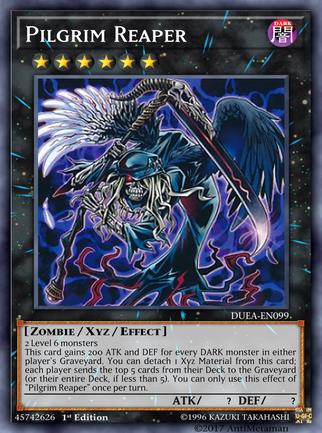 PILGRIM REAPER
DARK
闇
DUEA-EN099
[ZOMBIE / XYZ / EFFECT]
2 Level 6 monsters
This card gains 200 ATK and DEF for every DARK monster in either
player's Graveyard. You can detach 1 Xyz Material from this card;
each player sends the top 5 cards from their Deck to the Graveyard
(or their entire Deck, if less than 5). You can only use this effect of
"Pilgrim Reaper" once per turn.
ATK/ ? DEF/ ?
45742626 1st Edition ©1996 KAZUKI TAKAHASHI
©2017 AntiMetaman